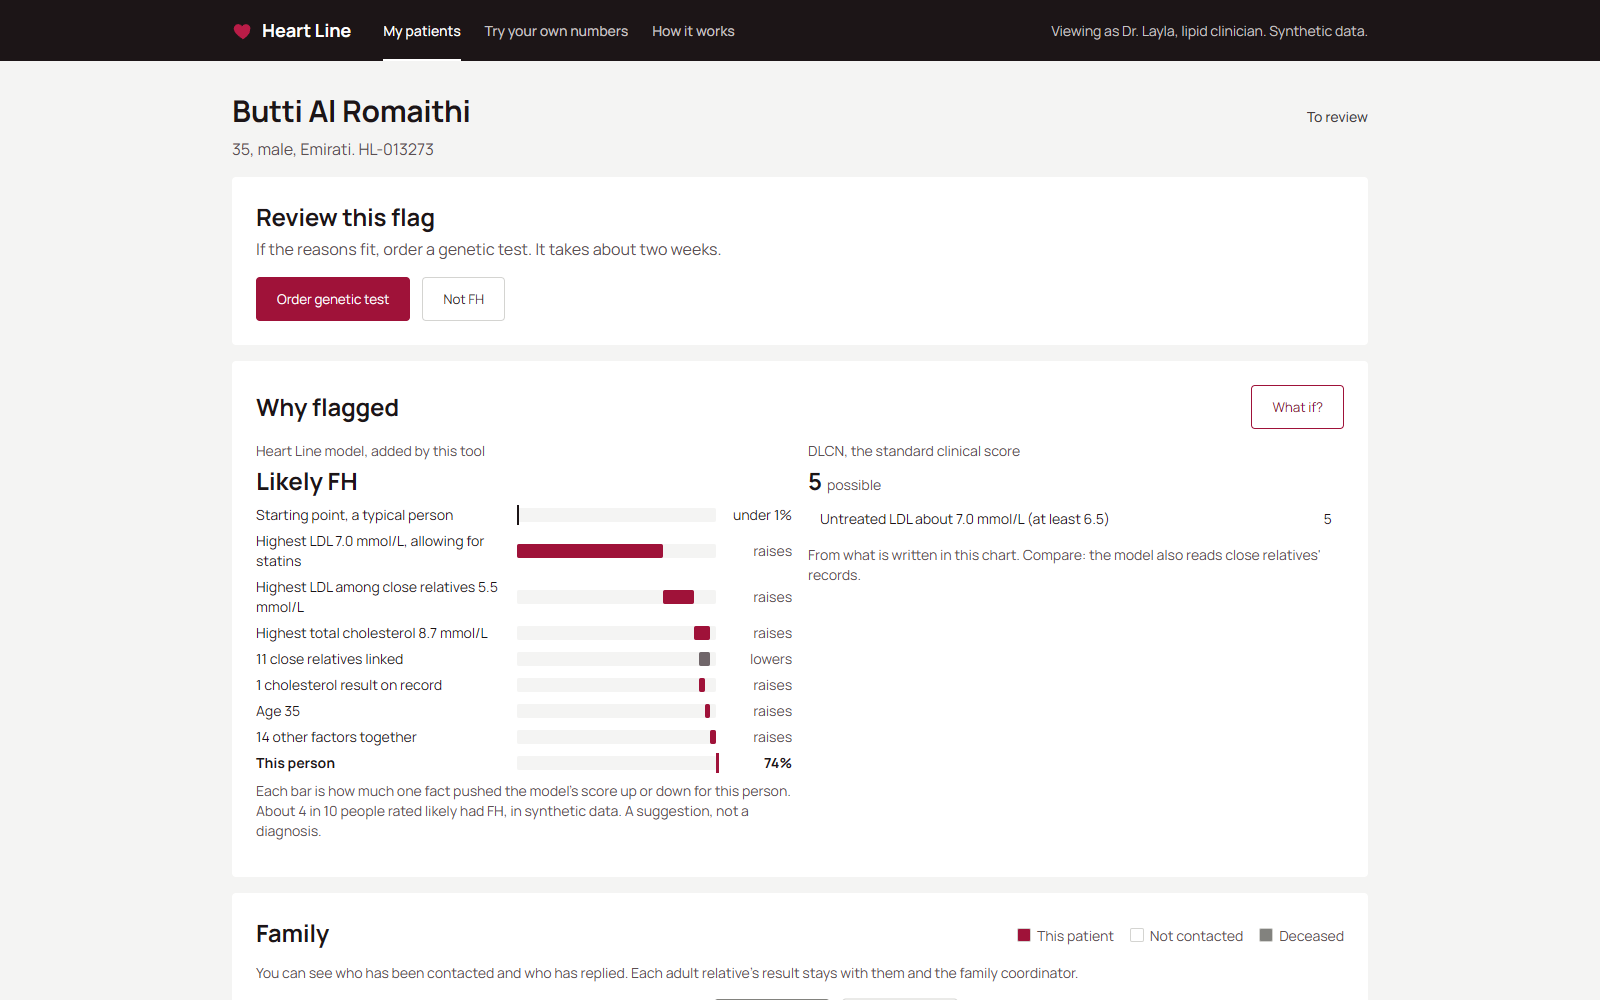 Heart Line
My patients
Try your own numbers
How it works
Viewing as Dr. Layla, lipid clinician. Synthetic data.
Butti Al Romaithi
To review
35, male, Emirati. HL-013273
Review this flag
If the reasons fit, order a genetic test. It takes about two weeks.
Order genetic test
Not FH
Why flagged
What if?
Heart Line model, added by this tool
Likely FH
Starting point, a typical person under 1%
Highest LDL 7.0 mmol/L, allowing for
statins
raises
Highest LDL among close relatives 5.5
mmol/L
raises
Highest total cholesterol 8.7 mmol/L raises
11 close relatives linked lowers
1 cholesterol result on record raises
Age 35 raises
14 other factors together raises
This person 74%
Each bar is how much one fact pushed the model's score up or down for this person.
About 4 in 10 people rated likely had FH, in synthetic data. A suggestion, not a
diagnosis.
DLCN, the standard clinical score
5 possible
Untreated LDL about 7.0 mmol/L (at least 6.5) 5
From what is written in this chart. Compare: the model also reads close relatives'
records.
Family
This patient
Not contacted
Deceased
You can see who has been contacted and who has replied. Each adult relative's result stays with them and the family coordinator.